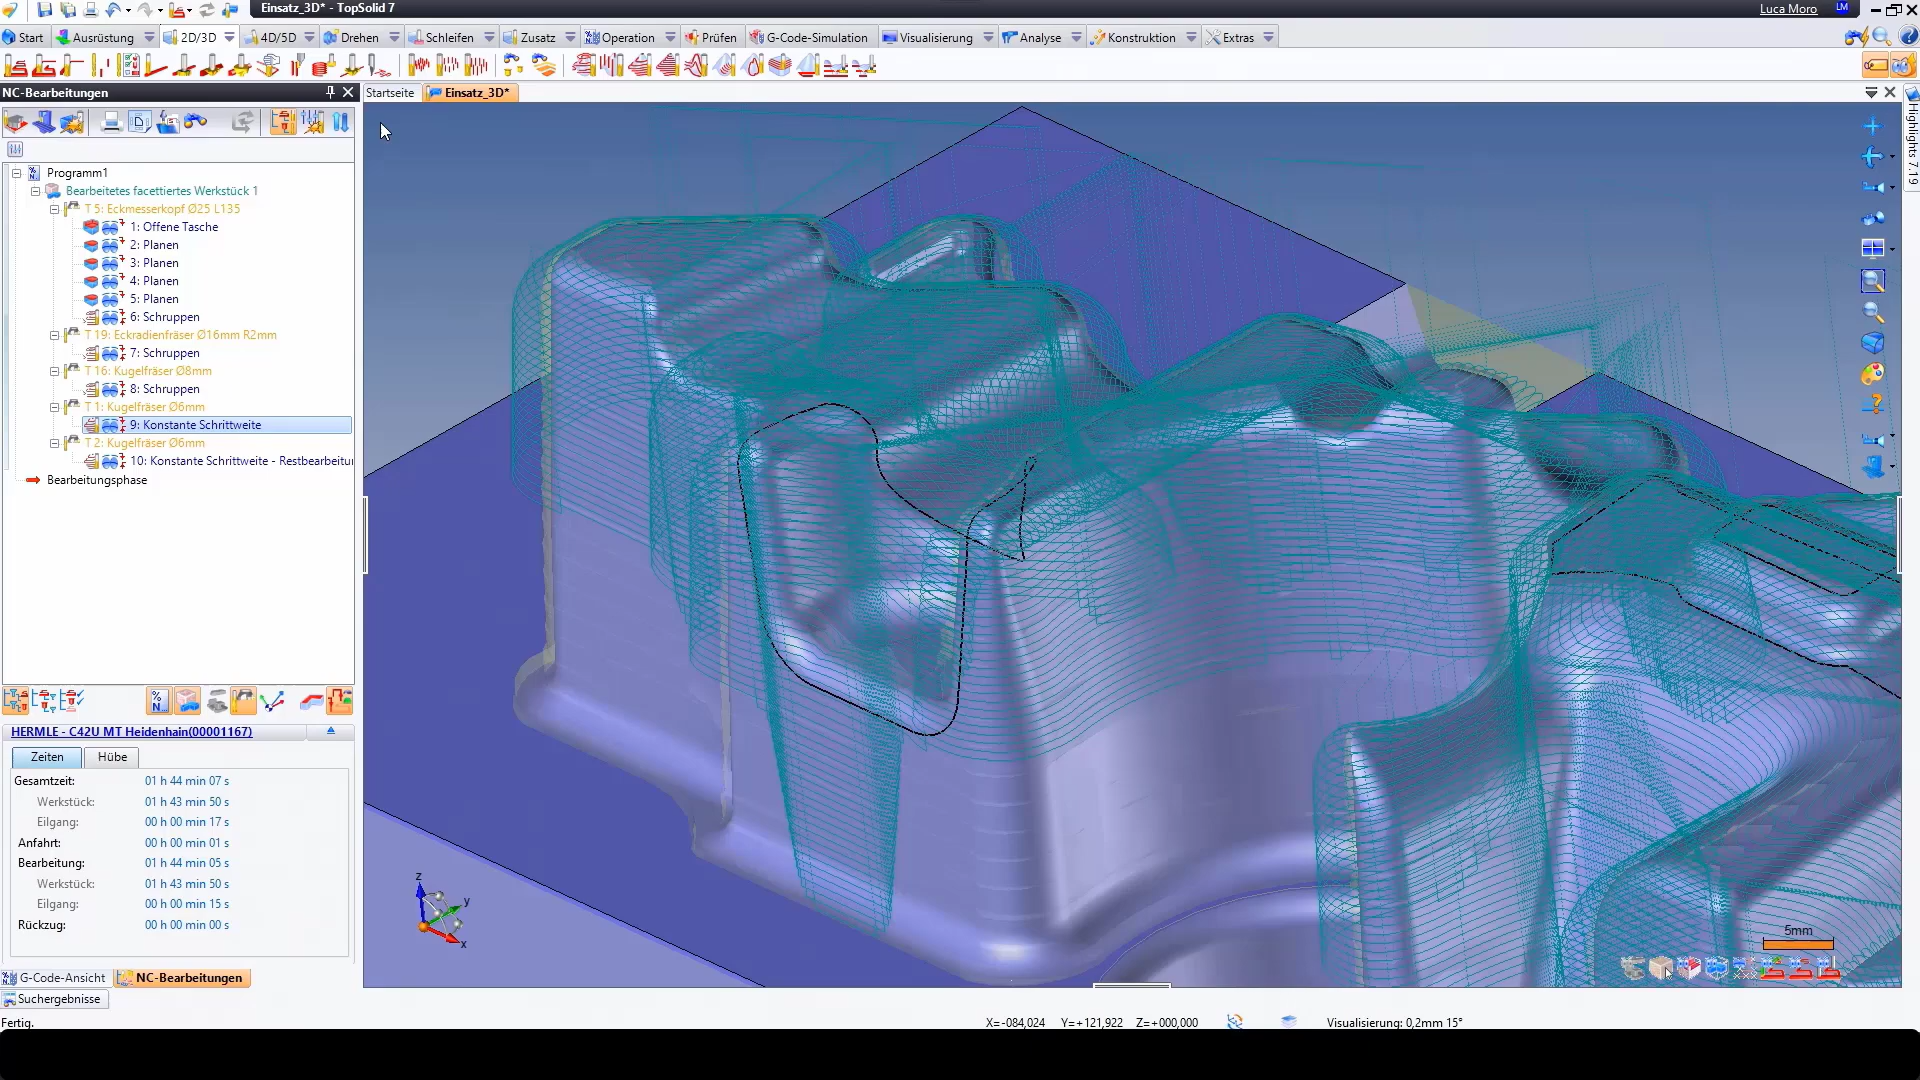 Einsatz_3D* - TopSolid 7
Luca Moro
LM
Start
Ausrüstung
2D/3D
4D/5D
Drehen
Schleifen
Zusatz
Operation
Prüfen
G-Code-Simulation
Visualisierung
Analyse
Konstruktion
Extras
NC-Bearbeitungen
Startseite
Einsatz_3D*
Highlights 7.19
Programm1
Bearbeitetes facettiertes Werkstück 1
T 5: Eckmesserkopf Ø25 L135
1: Offene Tasche
2: Planen
3: Planen
4: Planen
5: Planen
6: Schruppen
T 19: Eckradienfräser Ø16mm R2mm
7: Schruppen
T 16: Kugelfräser Ø8mm
8: Schruppen
T 1: Kugelfräser Ø6mm
9: Konstante Schrittweite
T 2: Kugelfräser Ø6mm
10: Konstante Schrittweite - Restbearbeitu
Bearbeitungsphase
HERMLE - C42U MT Heidenhain(00001167)
Zeiten
Hübe
Gesamtzeit: 01 h 44 min 07 s
Werkstück: 01 h 43 min 50 s
Eilgang: 00 h 00 min 17 s
Anfahrt: 00 h 00 min 01 s
Bearbeitung: 01 h 44 min 05 s
Werkstück: 01 h 43 min 50 s
Eilgang: 00 h 00 min 15 s
Rückzug: 00 h 00 min 00 s
z
y
x
5mm
G-Code-Ansicht
NC-Bearbeitungen
Suchergebnisse
Fertig.
X=-084,024 Y=+121,922 Z=+000,000
Visualisierung: 0,2mm 15°